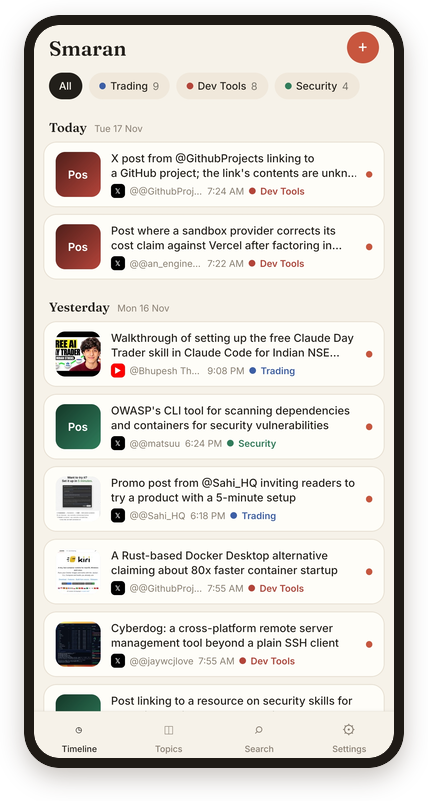 Smaran
+
All
Trading 9
Dev Tools 8
Security 4
Today Tue 17 Nov
Pos
X post from @GithubProjects linking to
a GitHub project; the link's contents are unkn...
@@GithubProj... 7:24 AM Dev Tools
Pos
Post where a sandbox provider corrects its
cost claim against Vercel after factoring in...
@@an_engine... 7:22 AM Dev Tools
Yesterday Mon 16 Nov
REE AI
Y TRADER
Walkthrough of setting up the free Claude Day
Trader skill in Claude Code for Indian NSE...
@Bhupesh Th... 9:08 PM Trading
Pos
OWASP's CLI tool for scanning dependencies
and containers for security vulnerabilities
@@matsuu 6:24 PM Security
Promo post from @Sahi_HQ inviting readers to
try a product with a 5-minute setup
@@Sahi_HQ 6:18 PM Trading
kiri
A Rust-based Docker Desktop alternative
claiming about 80x faster container startup
@@GithubProj... 7:55 AM Dev Tools
Cyberdog: a cross-platform remote server
management tool beyond a plain SSH client
@@jaywcjlove 7:55 AM Dev Tools
Post linking to a resource on security skills for
Timeline
Topics
Search
Settings